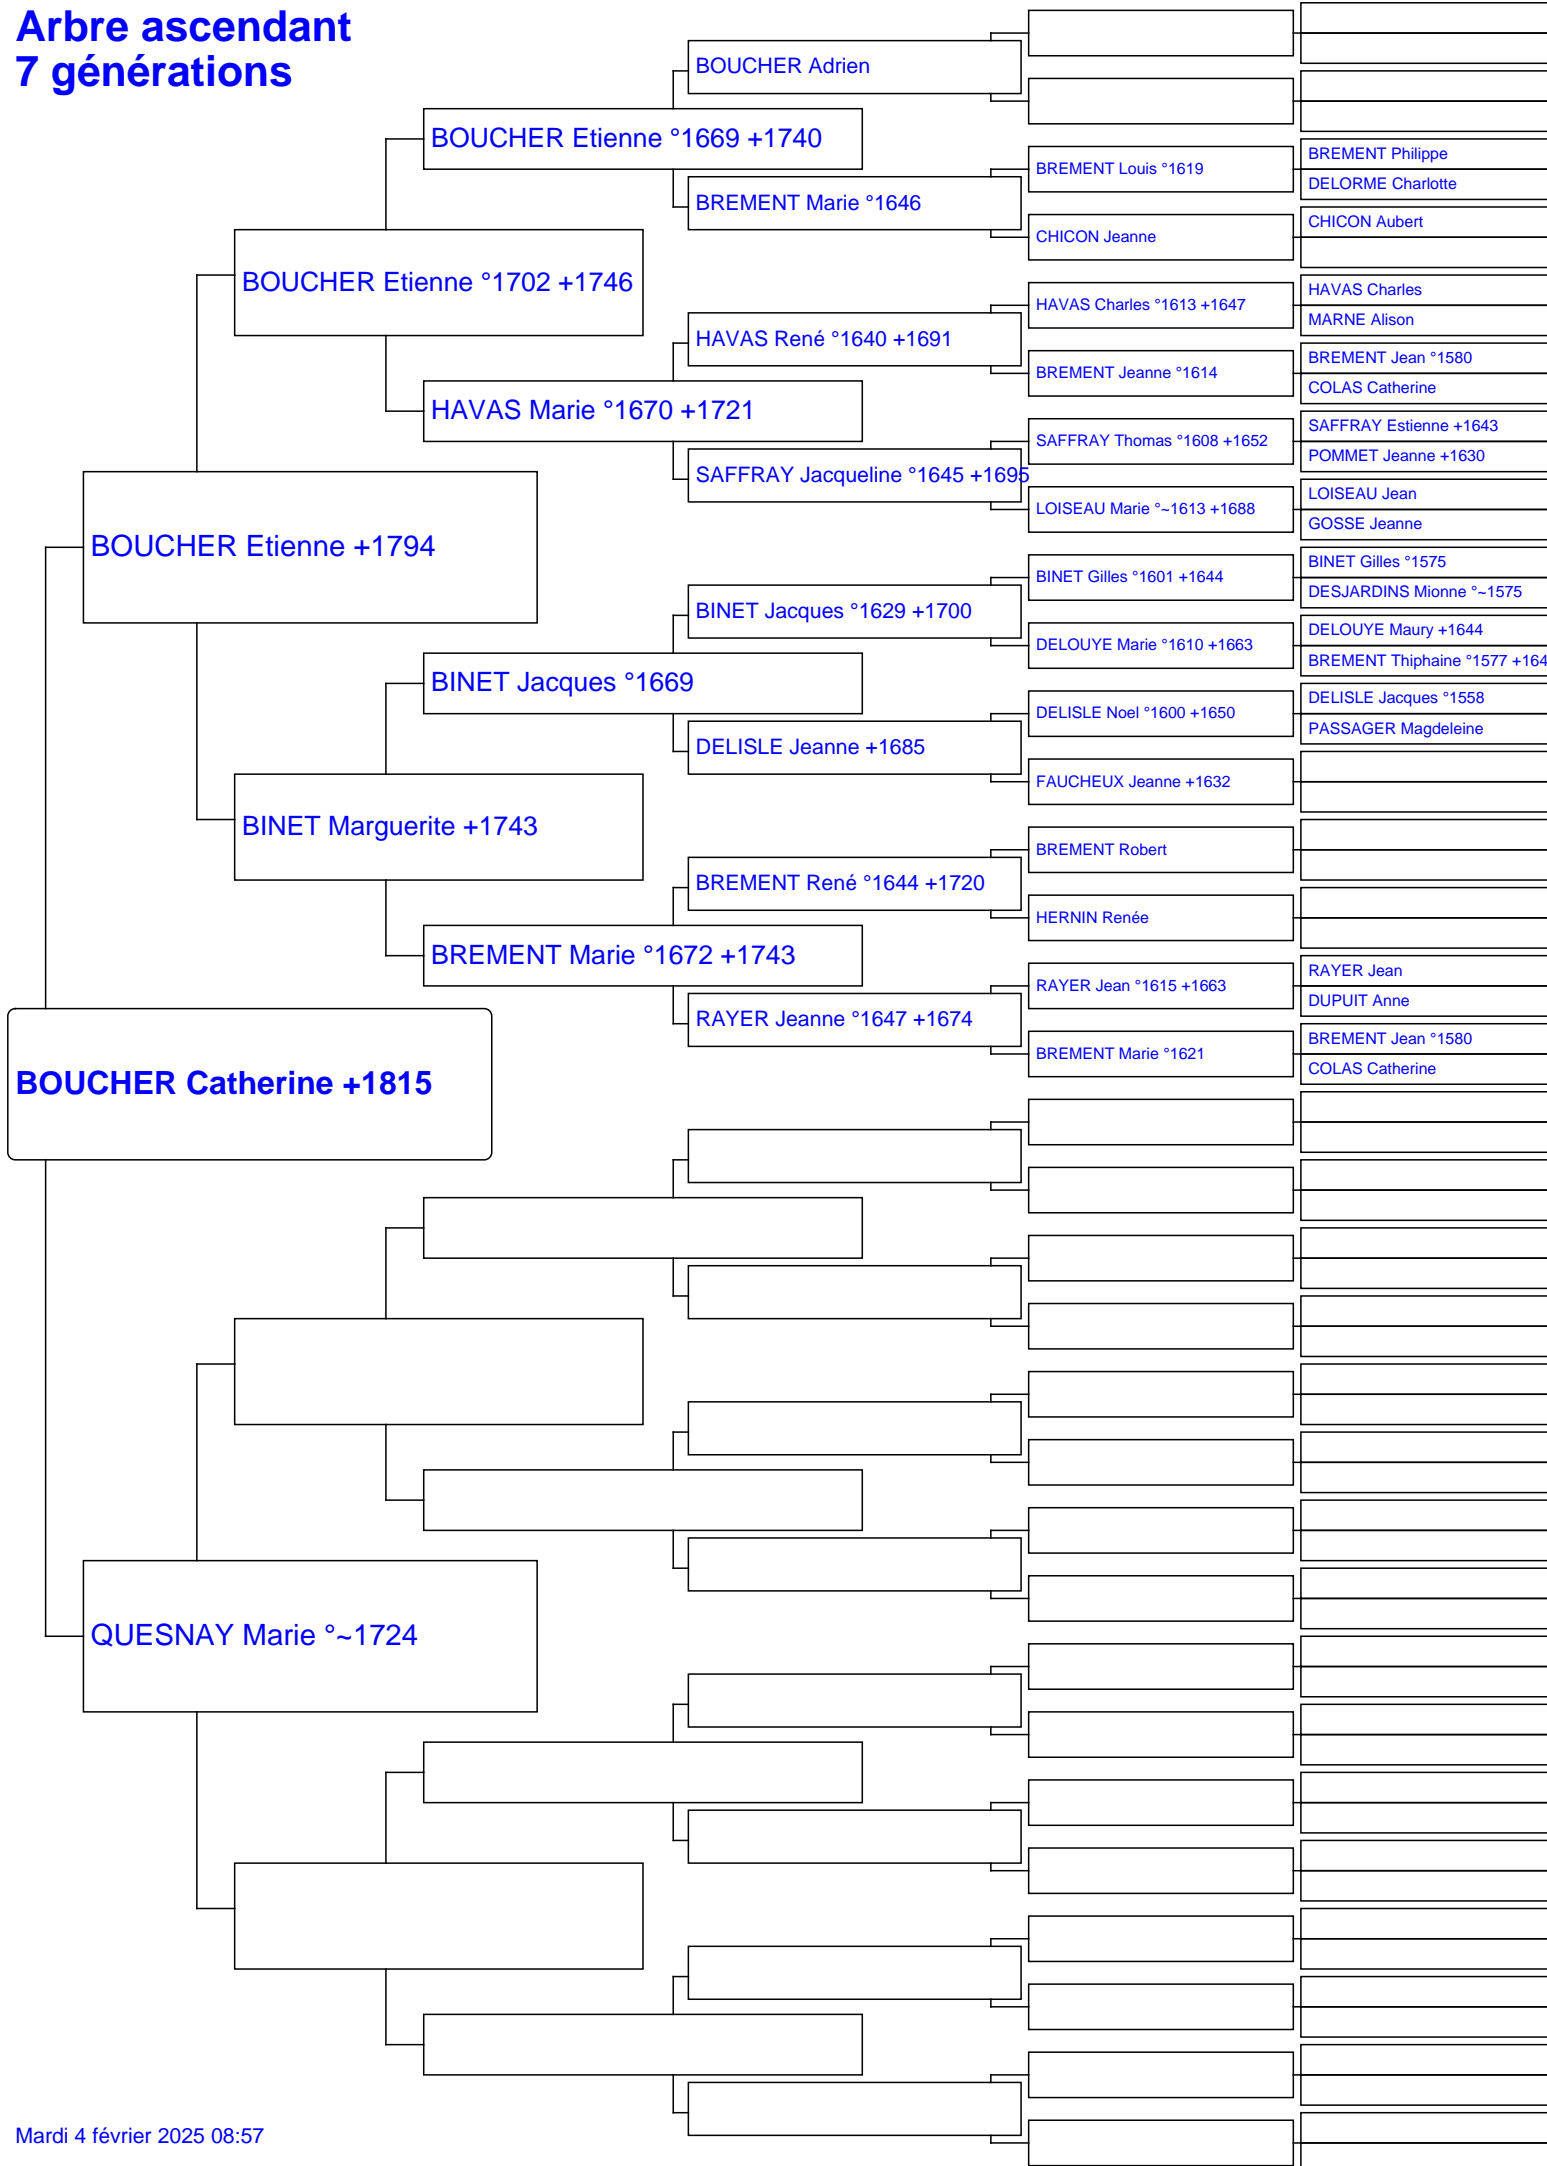 Arbre ascendant
7 générations
BOUCHER Adrien
BOUCHER Etienne °1669 +1740
BREMENT Philippe
BREMENT Louis °1619
DELORME Charlotte
BREMENT Marie °1646
CHICON Aubert
CHICON Jeanne
BOUCHER Etienne °1702 +1746
HAVAS Charles
HAVAS Charles °1613 +1647
MARNE Alison
HAVAS René °1640 +1691
BREMENT Jean °1580
BREMENT Jeanne °1614
COLAS Catherine
HAVAS Marie °1670 +1721
SAFFRAY Estienne +1643
SAFFRAY Thomas °1608 +1652
POMMET Jeanne +1630
SAFFRAY Jacqueline °1645 +1695
LOISEAU Jean
LOISEAU Marie °~1613 +1688
GOSSE Jeanne
BOUCHER Etienne +1794
BINET Gilles °1575
BINET Gilles °1601 +1644
DESJARDINS Mionne °~1575
BINET Jacques °1629 +1700
DELOUYE Maury +1644
DELOUYE Marie °1610 +1663
BREMENT Thiphaine °1577 +164
BINET Jacques °1669
DELISLE Jacques °1558
DELISLE Noel °1600 +1650
PASSAGER Magdeleine
DELISLE Jeanne +1685
FAUCHEUX Jeanne +1632
BINET Marguerite +1743
BREMENT Robert
BREMENT René °1644 +1720
HERNIN Renée
BREMENT Marie °1672 +1743
RAYER Jean
RAYER Jean °1615 +1663
DUPUIT Anne
RAYER Jeanne °1647 +1674
BREMENT Jean °1580
BREMENT Marie °1621
COLAS Catherine
BOUCHER Catherine +1815
QUESNAY Marie °~1724
Mardi 4 février 2025 08:57